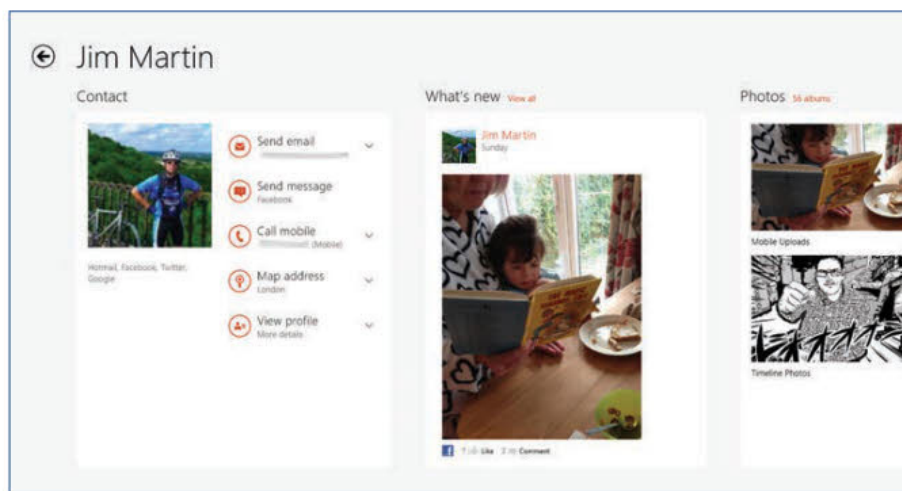 Jim Martin
Contact
Send email
Send message
Facebook
Call mobile
(Mobile)
Map address
London
View profile
More details
Hotmail, Facebook, Twitter,
Google
What's new View all
Jim Martin
Sunday
Like Comment
Photos 56 albums
Mobile Uploads
Timeline Photos